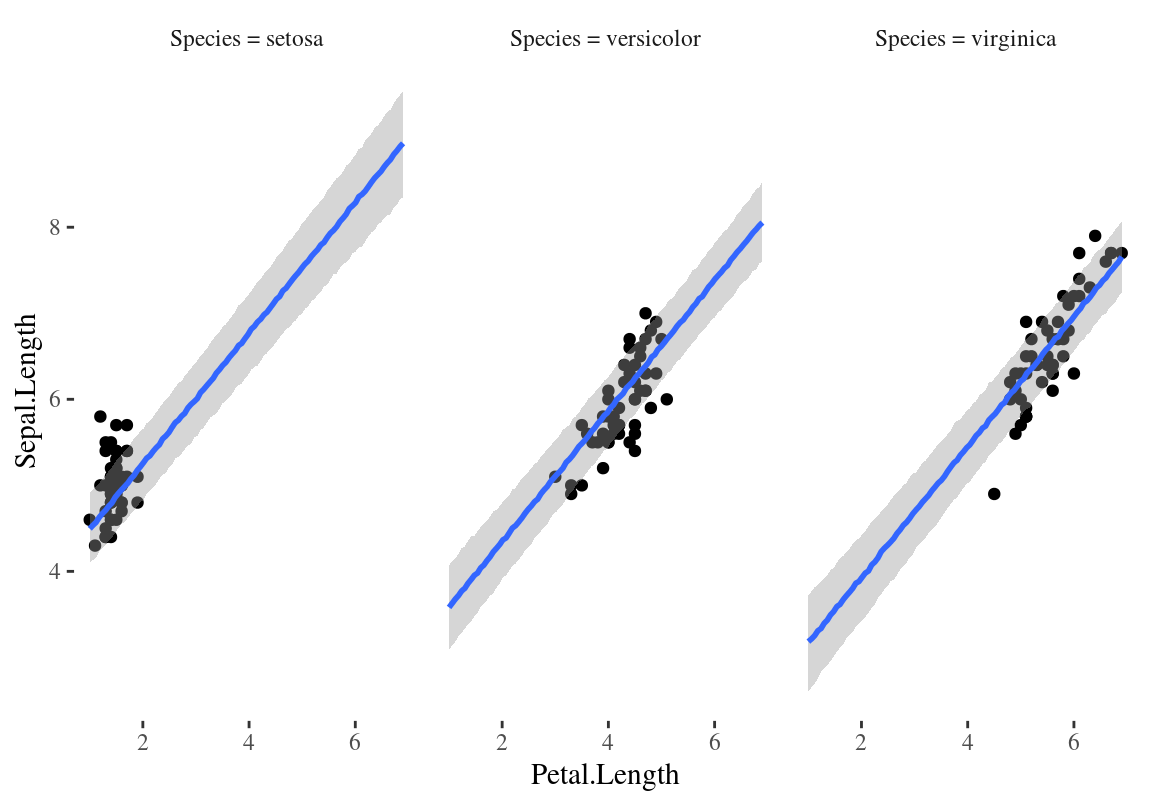 Species = setosa
Species = versicolor
Species = virginica
8
6
4
Sepal.Length
2
4
6
2
4
6
2
4
6
Petal.Length